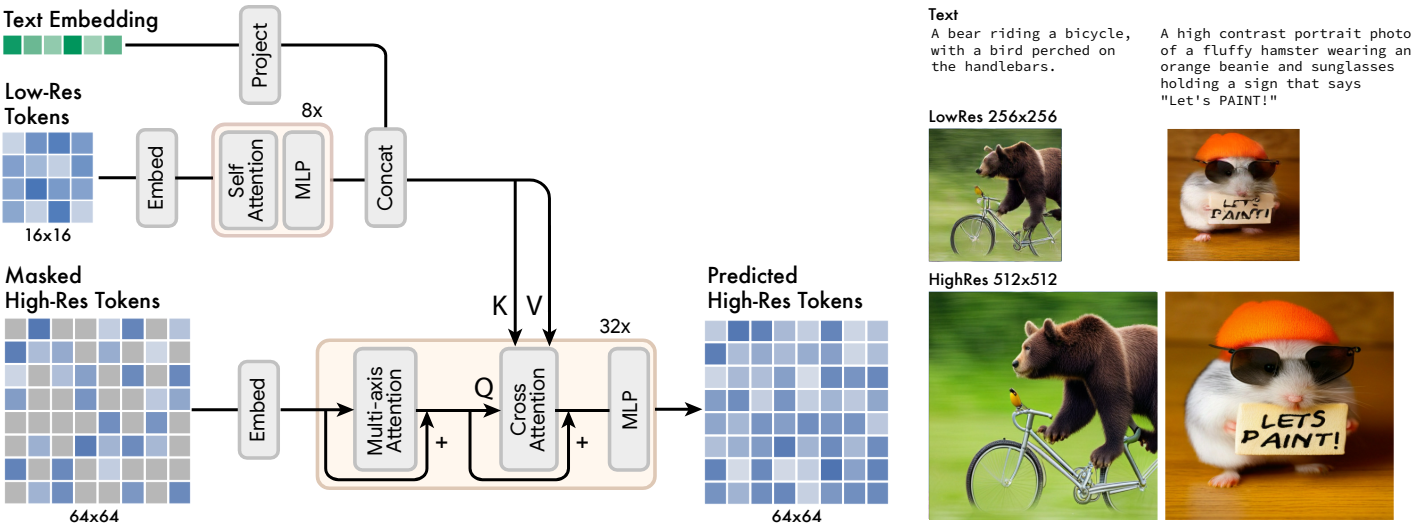 Text Embedding
Project
Low-Res
Tokens
8x
Embed
Self
Attention
MLP
Concat
16x16
Masked
High-Res Tokens
K
V
32x
Embed
Multi-axis
Attention
+
Q
Cross
Attention
+
MLP
64x64
Predicted
High-Res Tokens
64x64
Text
A bear riding a bicycle,
with a bird perched on
the handlebars.
A high contrast portrait photo
of a fluffy hamster wearing an
orange beanie and sunglasses
holding a sign that says
"Let's PAINT!"
LowRes 256x256
LET'S
PAINT!
HighRes 512x512
LETS
PAINT!